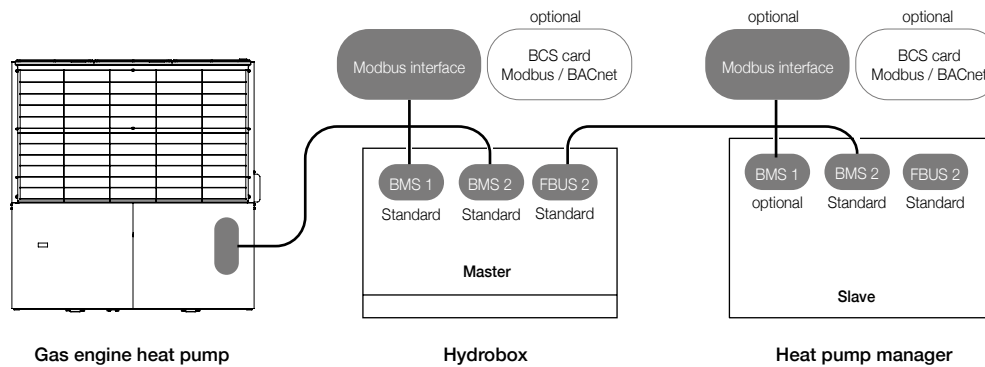 optional
optional
optional
Modbus interface
BCS card
Modbus / BACnet
Modbus interface
BCS card
Modbus / BACnet
BMS 1
BMS 2
FBUS 2
BMS 1
BMS 2
FBUS 2
Standard
Standard
Standard
optional
Standard
Standard
Master
Slave
Gas engine heat pump
Hydrobox
Heat pump manager